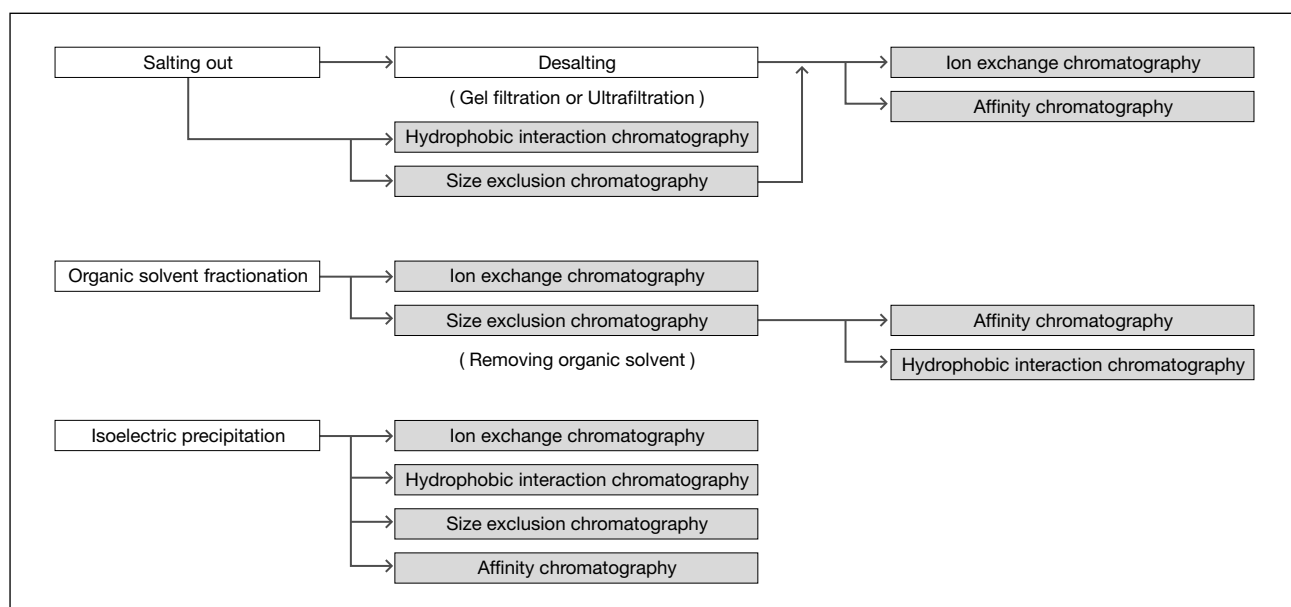 Salting out
Desalting
( Gel filtration or Ultrafiltration )
Ion exchange chromatography
Affinity chromatography
Hydrophobic interaction chromatography
Size exclusion chromatography
Organic solvent fractionation
Ion exchange chromatography
Size exclusion chromatography
( Removing organic solvent )
Affinity chromatography
Hydrophobic interaction chromatography
Isoelectric precipitation
Ion exchange chromatography
Hydrophobic interaction chromatography
Size exclusion chromatography
Affinity chromatography